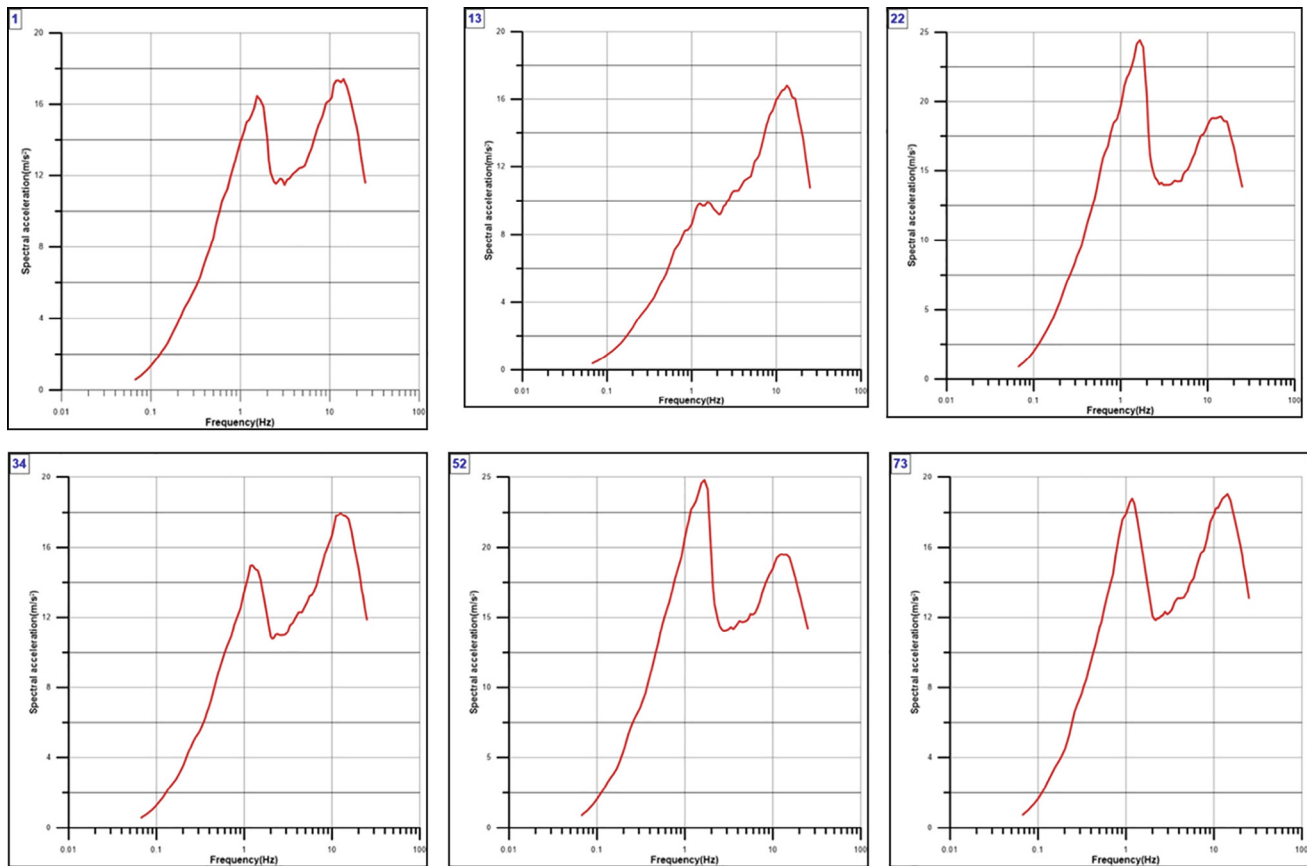 1
20
16
12
8
4
0
Spectral acceleration(m/s²)
0.01 0.1 1 10 100
Frequency(Hz)
13
20
16
12
8
4
0
Spectral acceleration(m/s²)
0.01 0.1 1 10 100
Frequency(Hz)
22
25
20
15
10
5
0
Spectral acceleration(m/s²)
0.01 0.1 1 10 100
Frequency(Hz)
34
20
16
12
8
4
0
Spectral acceleration(m/s²)
0.01 0.1 1 10 100
Frequency(Hz)
52
25
20
15
10
5
0
Spectral acceleration(m/s²)
0.01 0.1 1 10 100
Frequency(Hz)
73
20
16
12
8
4
0
Spectral acceleration(m/s²)
0.01 0.1 1 10 100
Frequency(Hz)